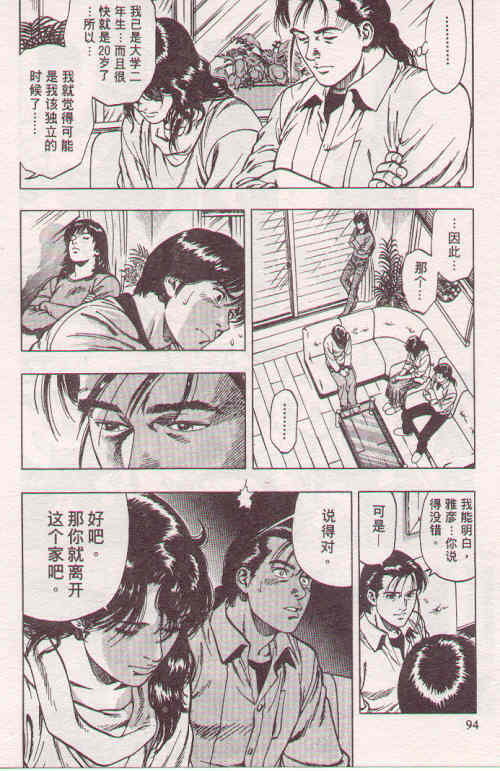 ………
我已是大学二
年生…而且很
快就是20岁了
…所以…
我就觉得可能
是我该独立的
时候了……
…因此…
那个…
………
我能明白，
雅彦…你说
得没错。
可是
说得对。
好吧。
那你就离开
这个家吧。
94